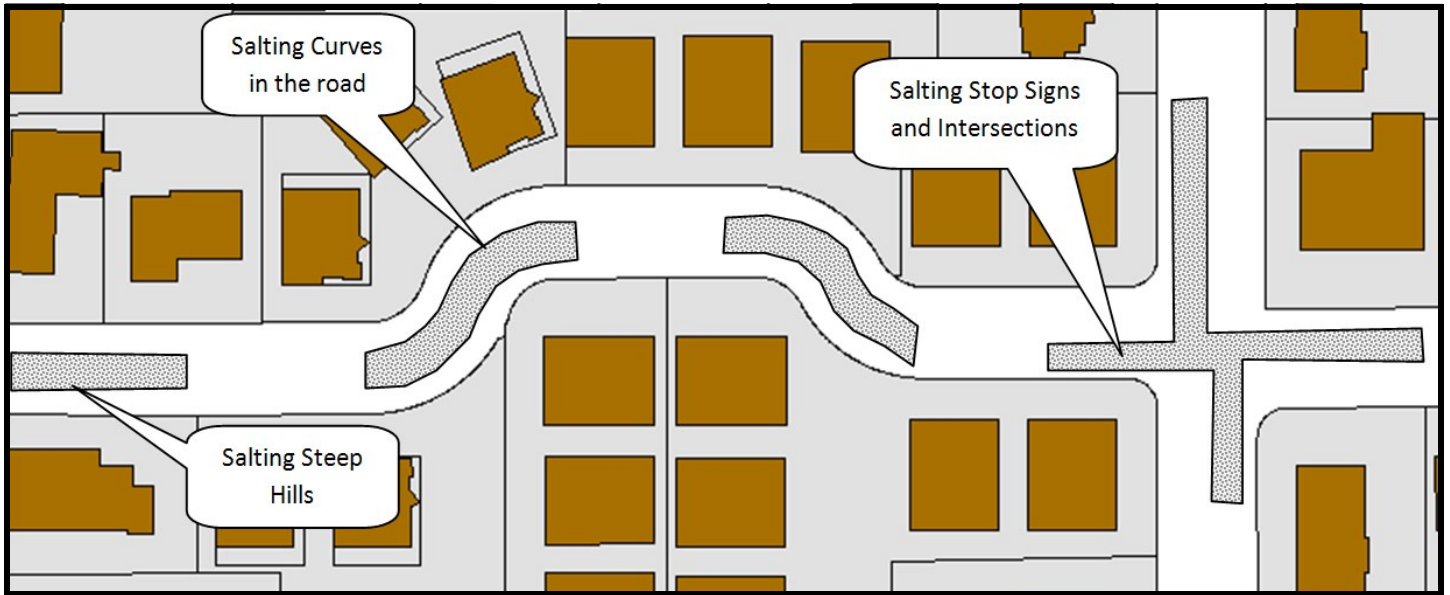 Salting Curves
in the road
Salting Stop Signs
and Intersections
Salting Steep
Hills